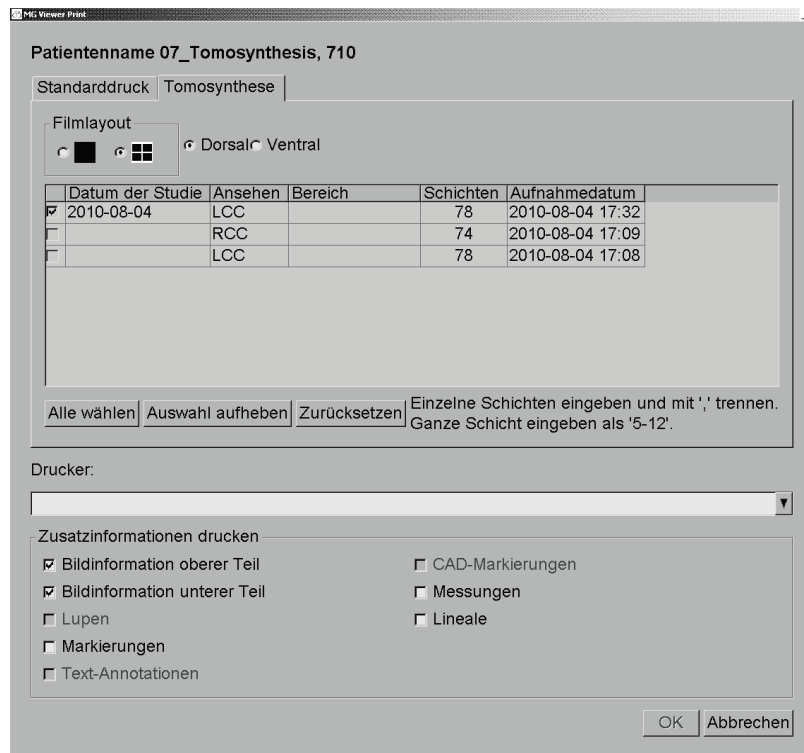 MG Viewer Print
Patientenname 07_Tomosynthesis, 710
Standarddruck Tomosynthese
Filmlayout
Dorsal Ventral
Datum der Studie Ansehen Bereich Schichten Aufnahmedatum
2010-08-04 LCC 78 2010-08-04 17:32
RCC 74 2010-08-04 17:09
LCC 78 2010-08-04 17:08
Alle wählen Auswahl aufheben Zurücksetzen Einzelne Schichten eingeben und mit ',' trennen.
Ganze Schicht eingeben als '5-12'.
Drucker:
Zusatzinformationen drucken
Bildinformation oberer Teil CAD-Markierungen
Bildinformation unterer Teil Messungen
Lupen Lineale
Markierungen
Text-Annotationen
OK Abbrechen